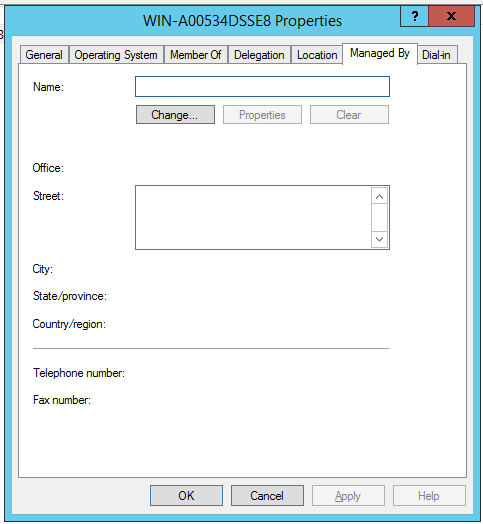 WIN-A00534DSSE8 Properties ? x
General Operating System Member Of Delegation Location Managed By Dial-in
Name:
Change... Properties Clear
Office:
Street:
City:
State/province:
Country/region:
Telephone number:
Fax number:
OK Cancel Apply Help